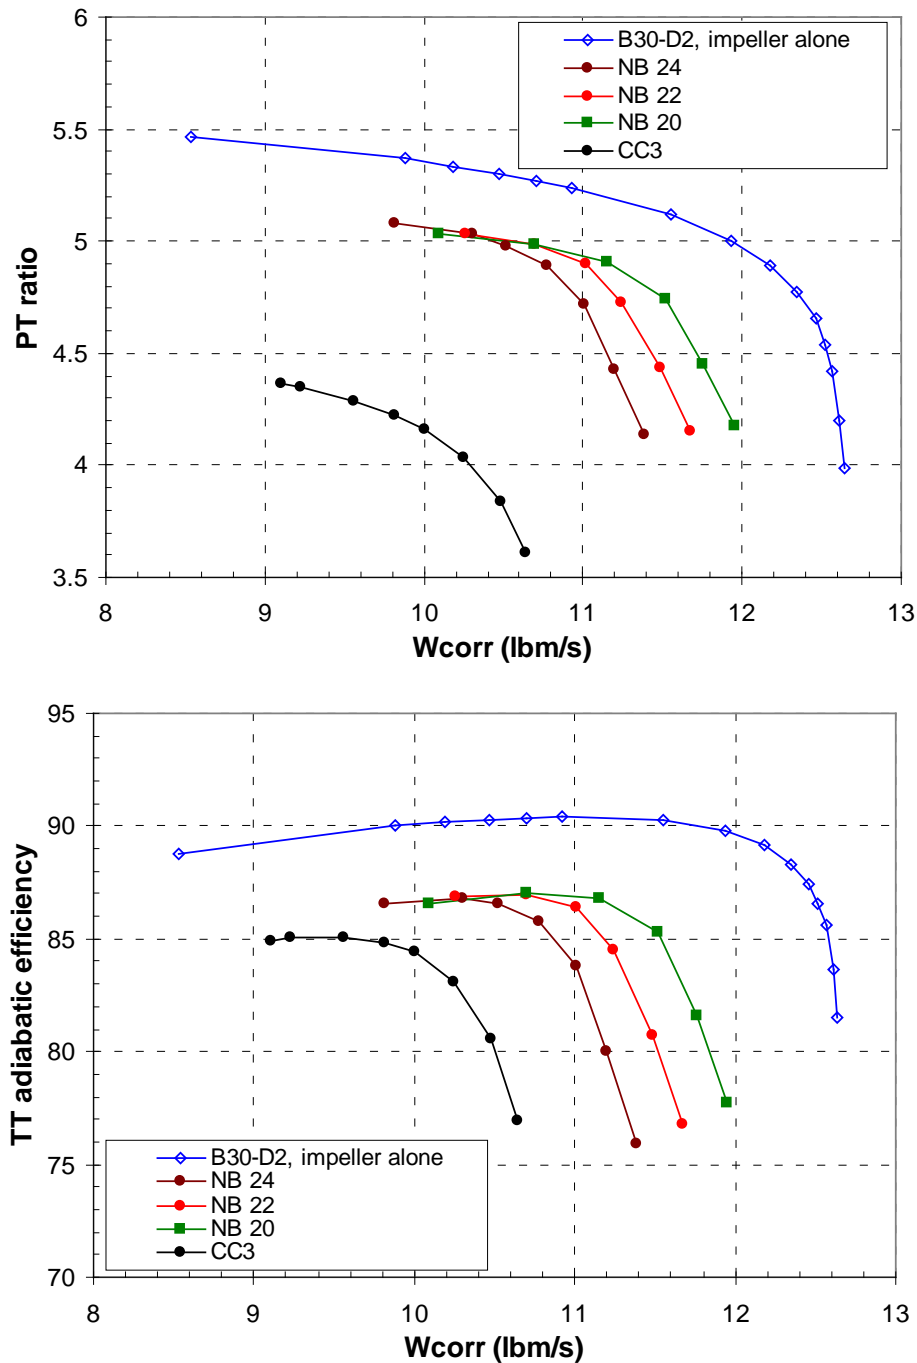 6
5.5
5
4.5
4
3.5
PT ratio
B30-D2, impeller alone
NB 24
NB 22
NB 20
CC3
8 9 10 11 12 13
Wcorr (lbm/s)
95
90
85
80
75
70
TT adiabatic efficiency
B30-D2, impeller alone
NB 24
NB 22
NB 20
CC3
8 9 10 11 12 13
Wcorr (lbm/s)